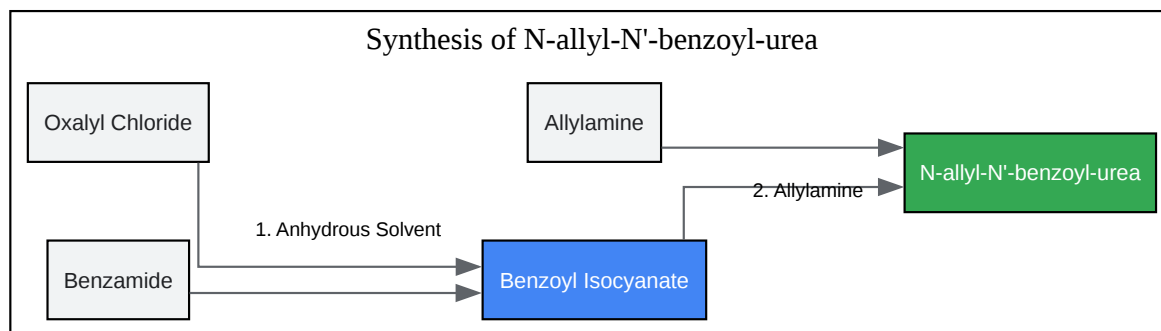 Synthesis of N-allyl-N'-benzoyl-urea
Oxalyl Chloride
Allylamine
N-allyl-N'-benzoyl-urea
2. Allylamine
1. Anhydrous Solvent
Benzamide
Benzoyl Isocyanate